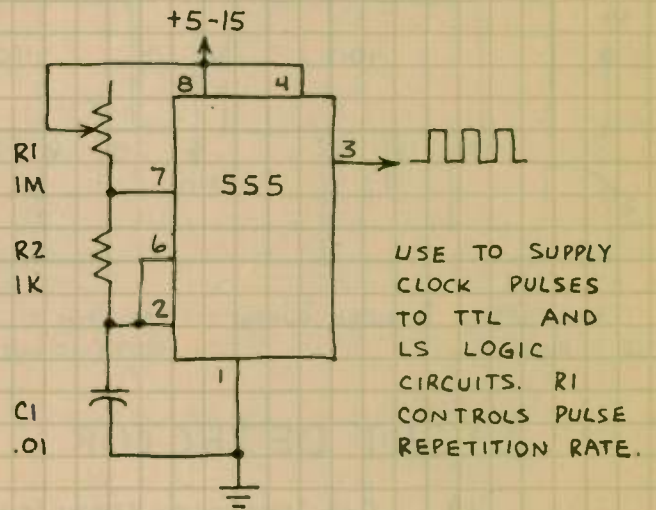 +5-15
8 4
R1
1M
7
555
3
R2
1K
6
2
USE TO SUPPLY
CLOCK PULSES
TO TTL AND
LS LOGIC
CIRCUITS. R1
CONTROLS PULSE
REPETITION RATE.
1
C1
.01